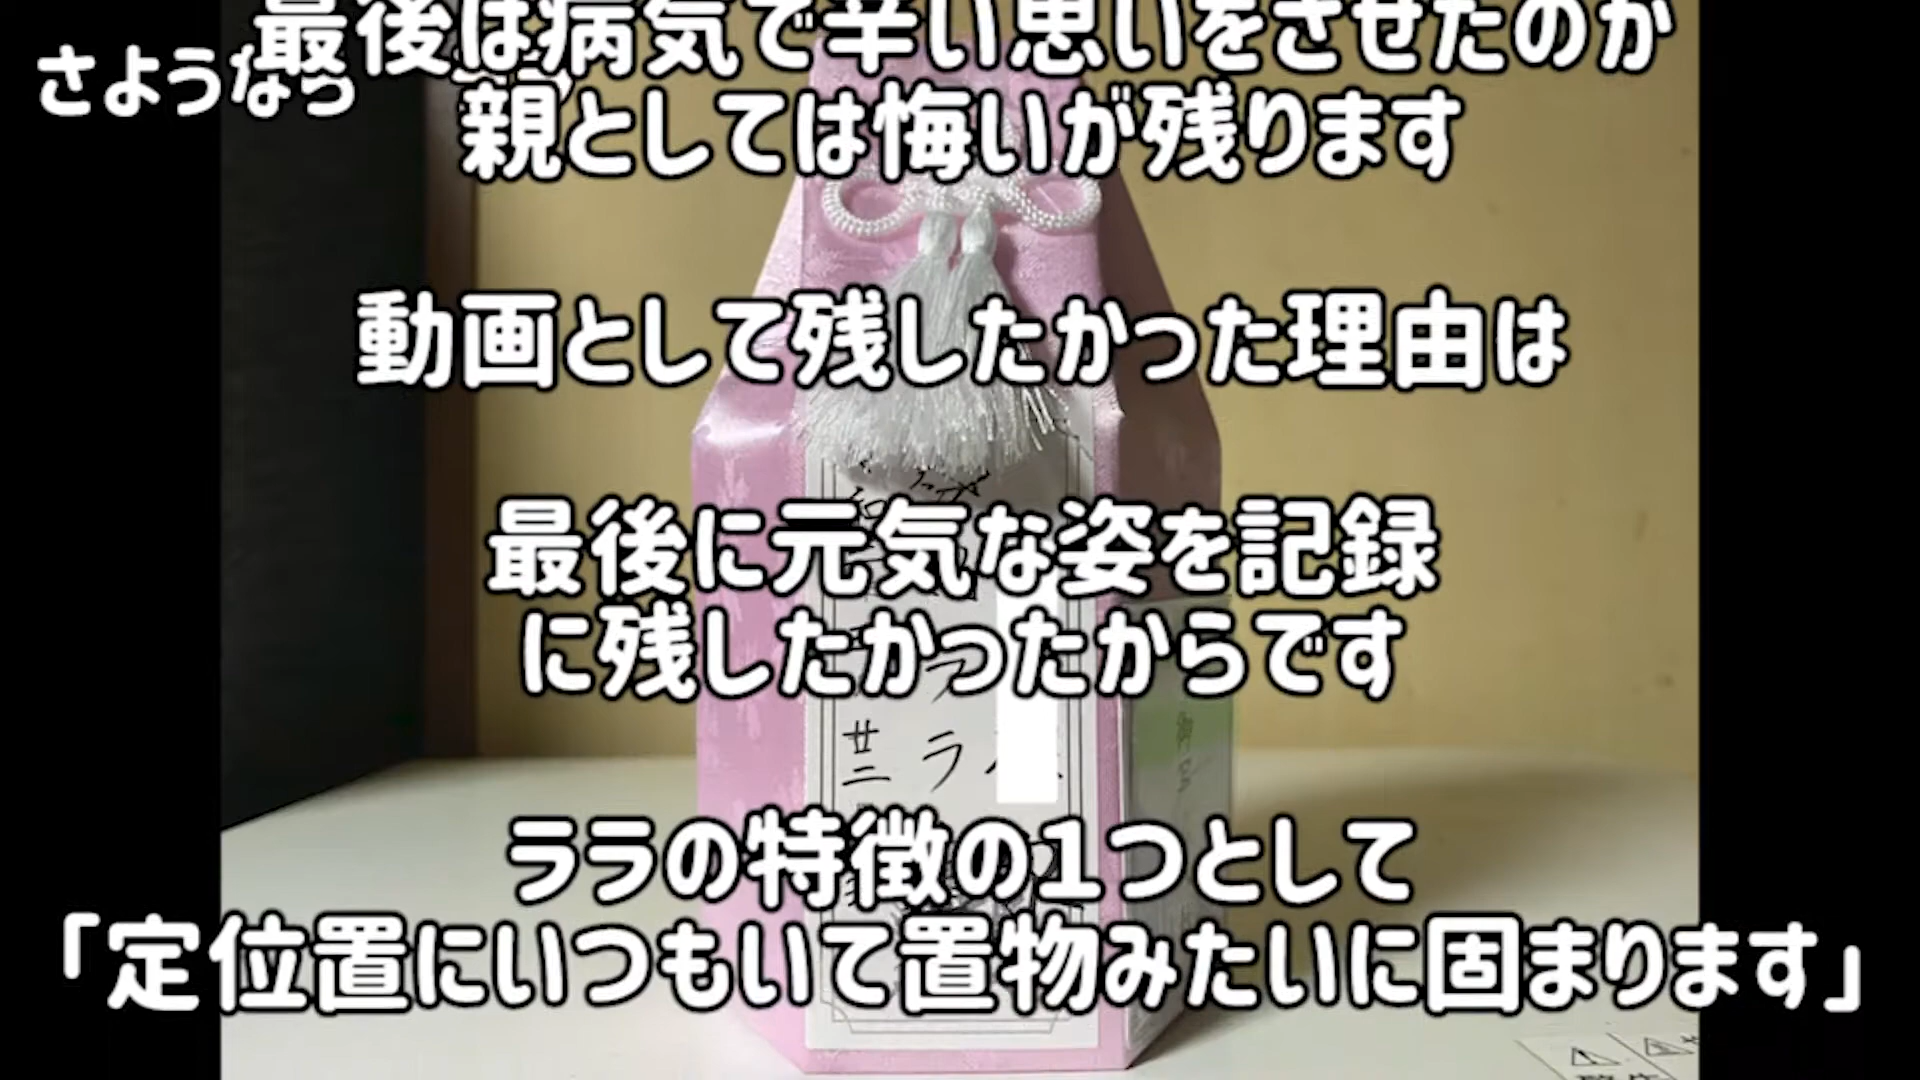 最後は病気で辛い思いをさせたのが
さようなら
親としては悔いが残ります
動画として残したかった理由は
最後に元気な姿を記録
に残したかったからです
ララの特徴の1つとして
「定位置にいつもいて置物みたいに固まります」
廿二
ラ